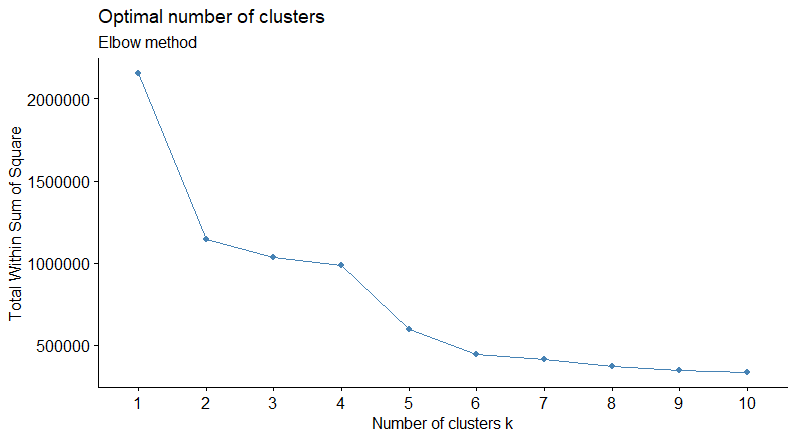 Optimal number of clusters
Elbow method
Total Within Sum of Square
2000000
1500000
1000000
500000
1 2 3 4 5 6 7 8 9 10
Number of clusters k